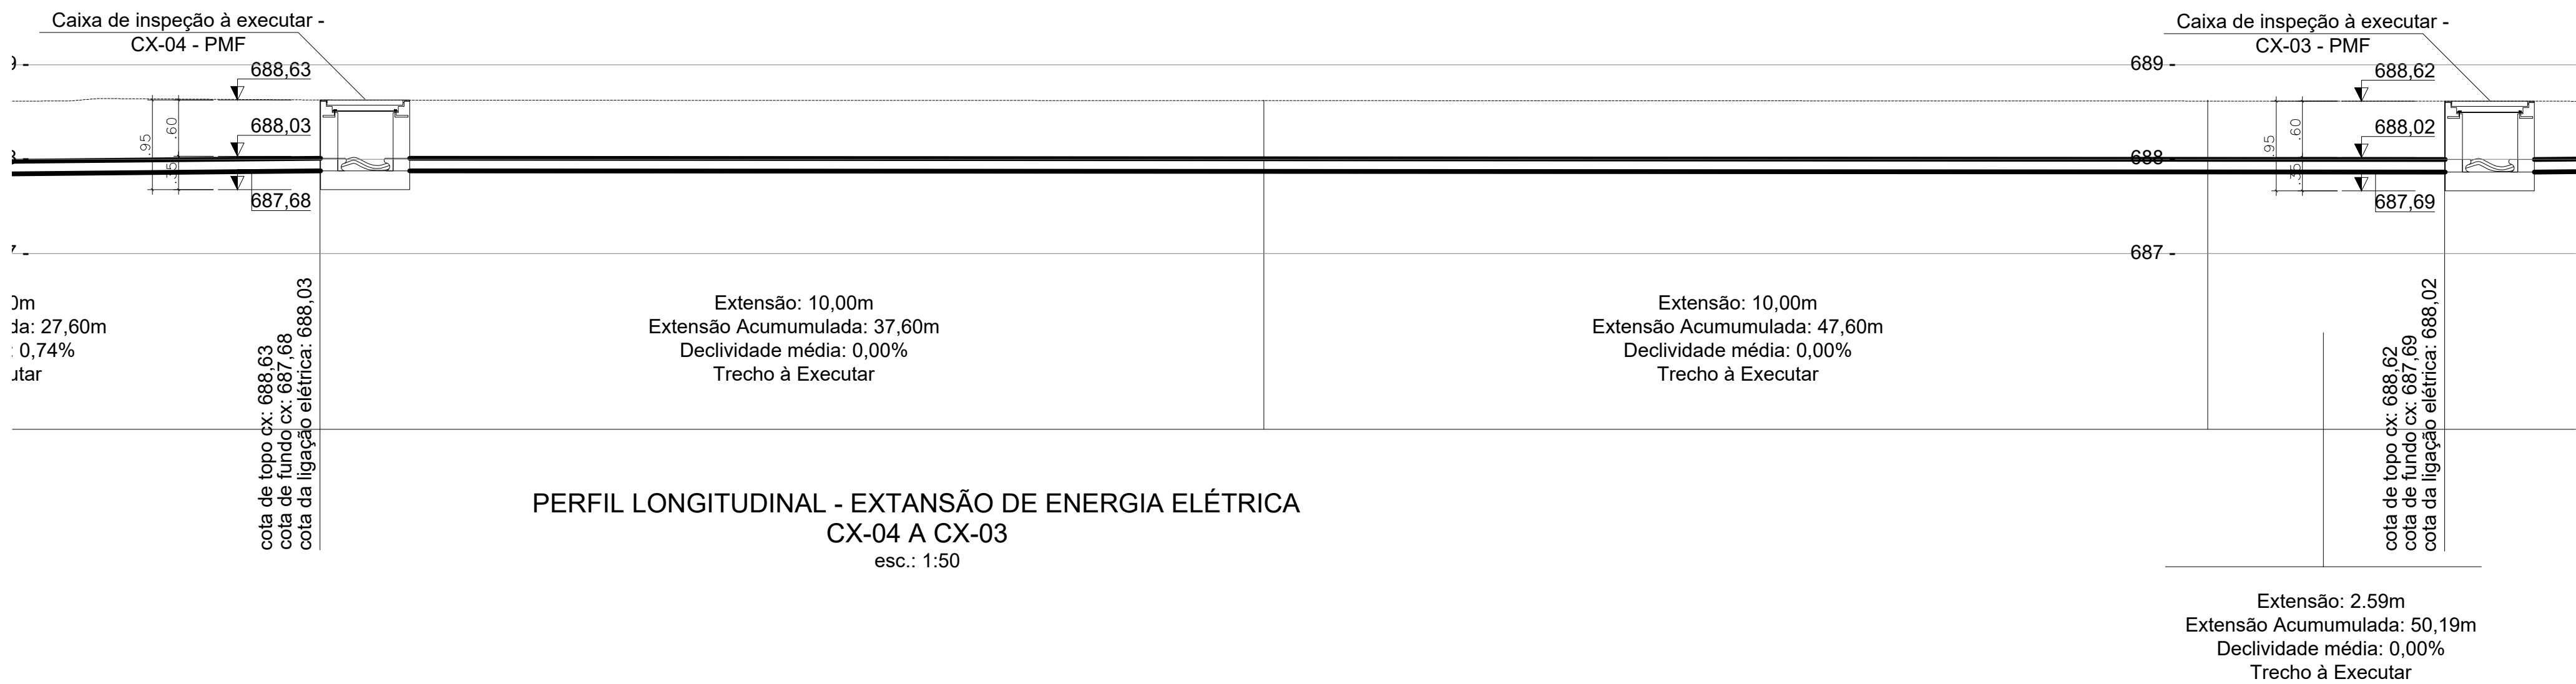 Caixa de inspeção à executar -
CX-04 - PMF
688,63
.60
.95
688,03
.35
687,68
Caixa de inspeção à executar -
CX-03 - PMF
689 -
688,62
.60
.95
688,02
688
.35
687,69
687 -
da: 27,60m
: 0,74%
Extensão: 10,00m
Extensão Acumumulada: 37,60m
Declividade média: 0,00%
Trecho à Executar
Extensão: 10,00m
Extensão Acumumulada: 47,60m
Declividade média: 0,00%
Trecho à Executar
cota de topo cx: 688,63
cota de fundo cx: 687,68
cota da ligação elétrica: 688,03
cota de topo cx: 688,62
cota de fundo cx: 687,69
cota da ligação elétrica: 688,02
PERFIL LONGITUDINAL - EXTANSÃO DE ENERGIA ELÉTRICA
CX-04 A CX-03
esc.: 1:50
Extensão: 2.59m
Extensão Acumumulada: 50,19m
Declividade média: 0,00%
Trecho à Executar